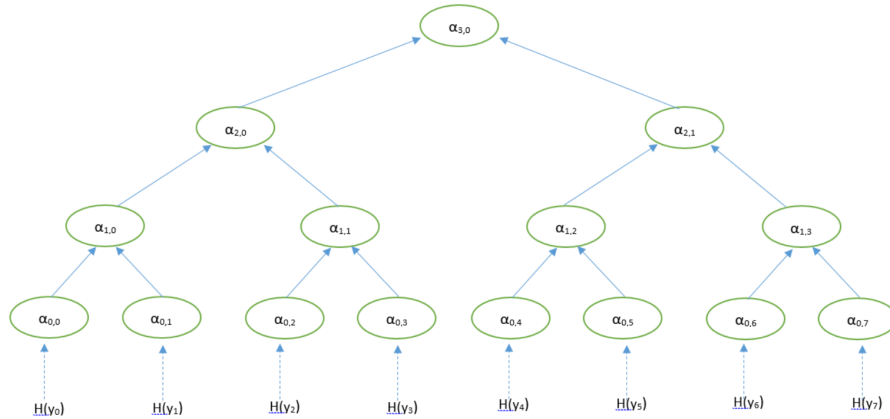 α3,0
α2,0 α2,1
α1,0 α1,1 α1,2 α1,3
α0,0 α0,1 α0,2 α0,3 α0,4 α0,5 α0,6 α0,7
H(y0) H(y1) H(y2) H(y3) H(y4) H(y5) H(y6) H(y7)